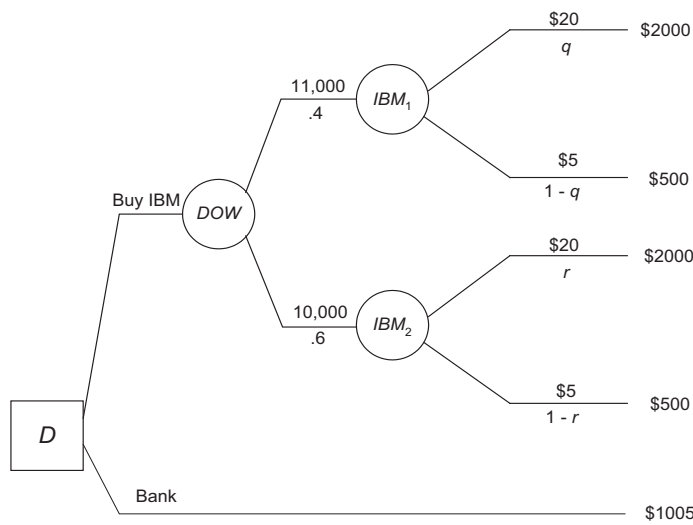 $20
q
$2000
11,000
.4
IBM₁
$5
1 - q
$500
Buy IBM
DOW
$20
r
$2000
10,000
.6
IBM₂
$5
1 - r
$500
D
Bank
$1005